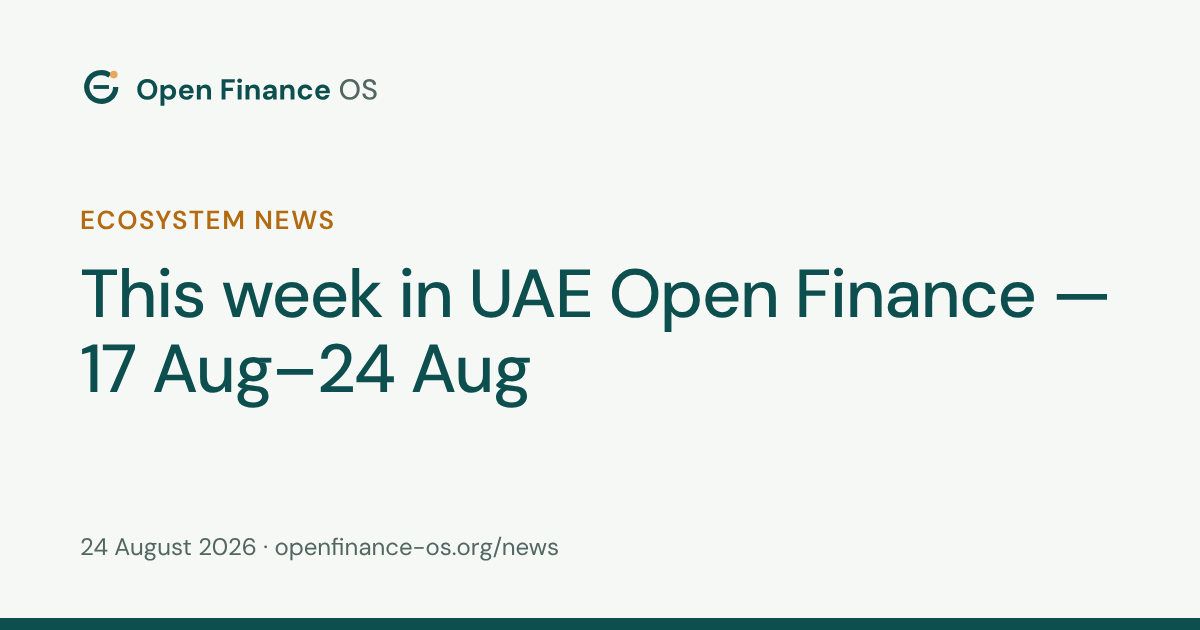 Open Finance OS
ECOSYSTEM NEWS
This week in UAE Open Finance —
17 Aug–24 Aug
24 August 2026 · openfinance-os.org/news